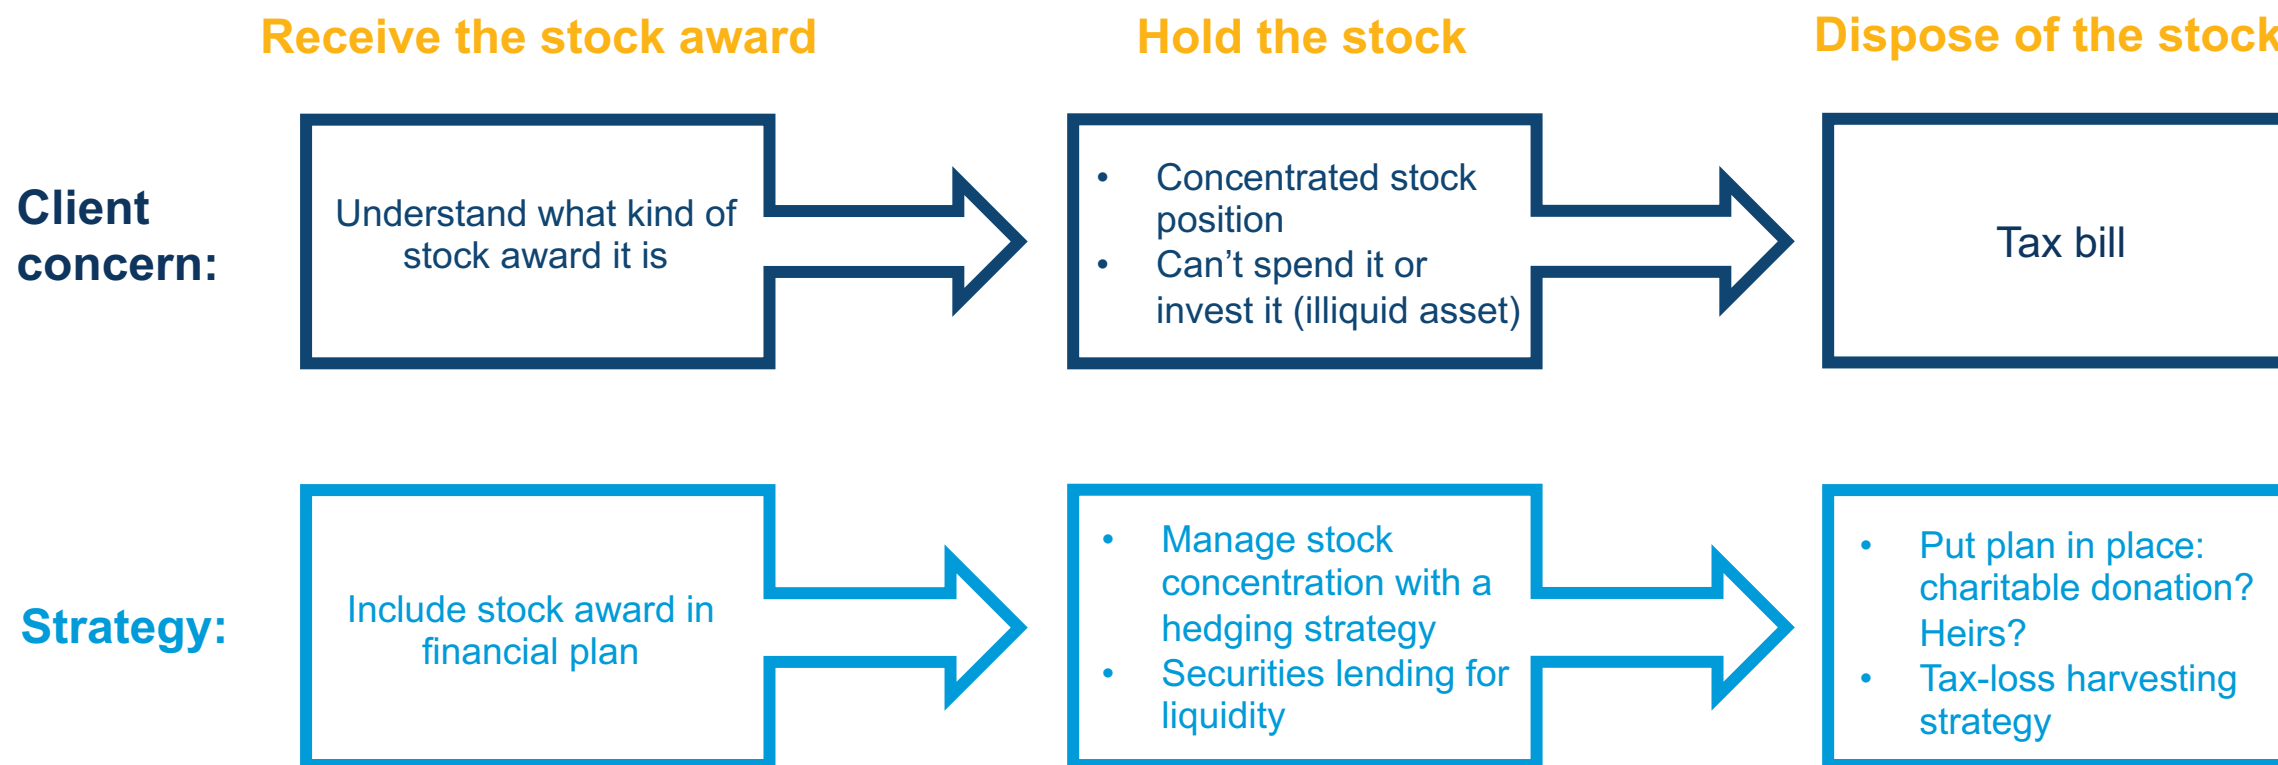 Receive the stock award
Hold the stock
Dispose of the stock
Client
concern:
Understand what kind of
stock award it is
• Concentrated stock
position
• Can’t spend it or
invest it (illiquid asset)
Tax bill
Strategy:
Include stock award in
financial plan
• Manage stock
concentration with a
hedging strategy
• Securities lending for
liquidity
• Put plan in place:
charitable donation?
Heirs?
• Tax-loss harvesting
strategy